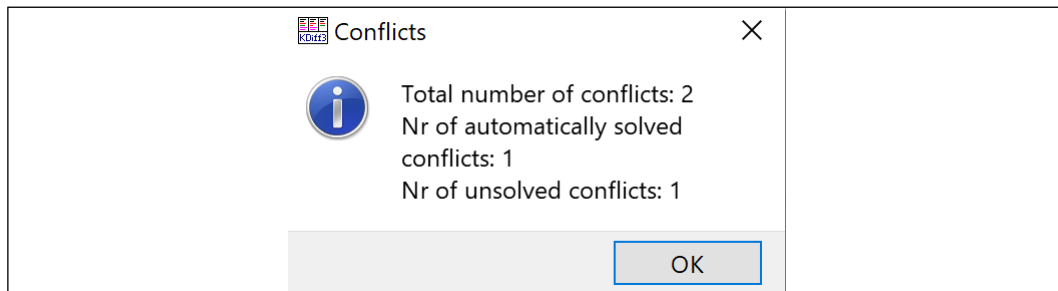 KDiff3
Conflicts
Total number of conflicts: 2
Nr of automatically solved
conflicts: 1
Nr of unsolved conflicts: 1
OK